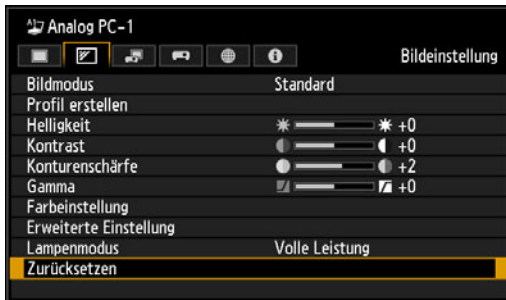 Analog PC-1
Bildeinstellung
Bildmodus Standard
Profil erstellen
Helligkeit +0
Kontrast +0
Konturenschärfe +2
Gamma +0
Farbeinstellung
Erweiterte Einstellung
Lampenmodus Volle Leistung
Zurücksetzen